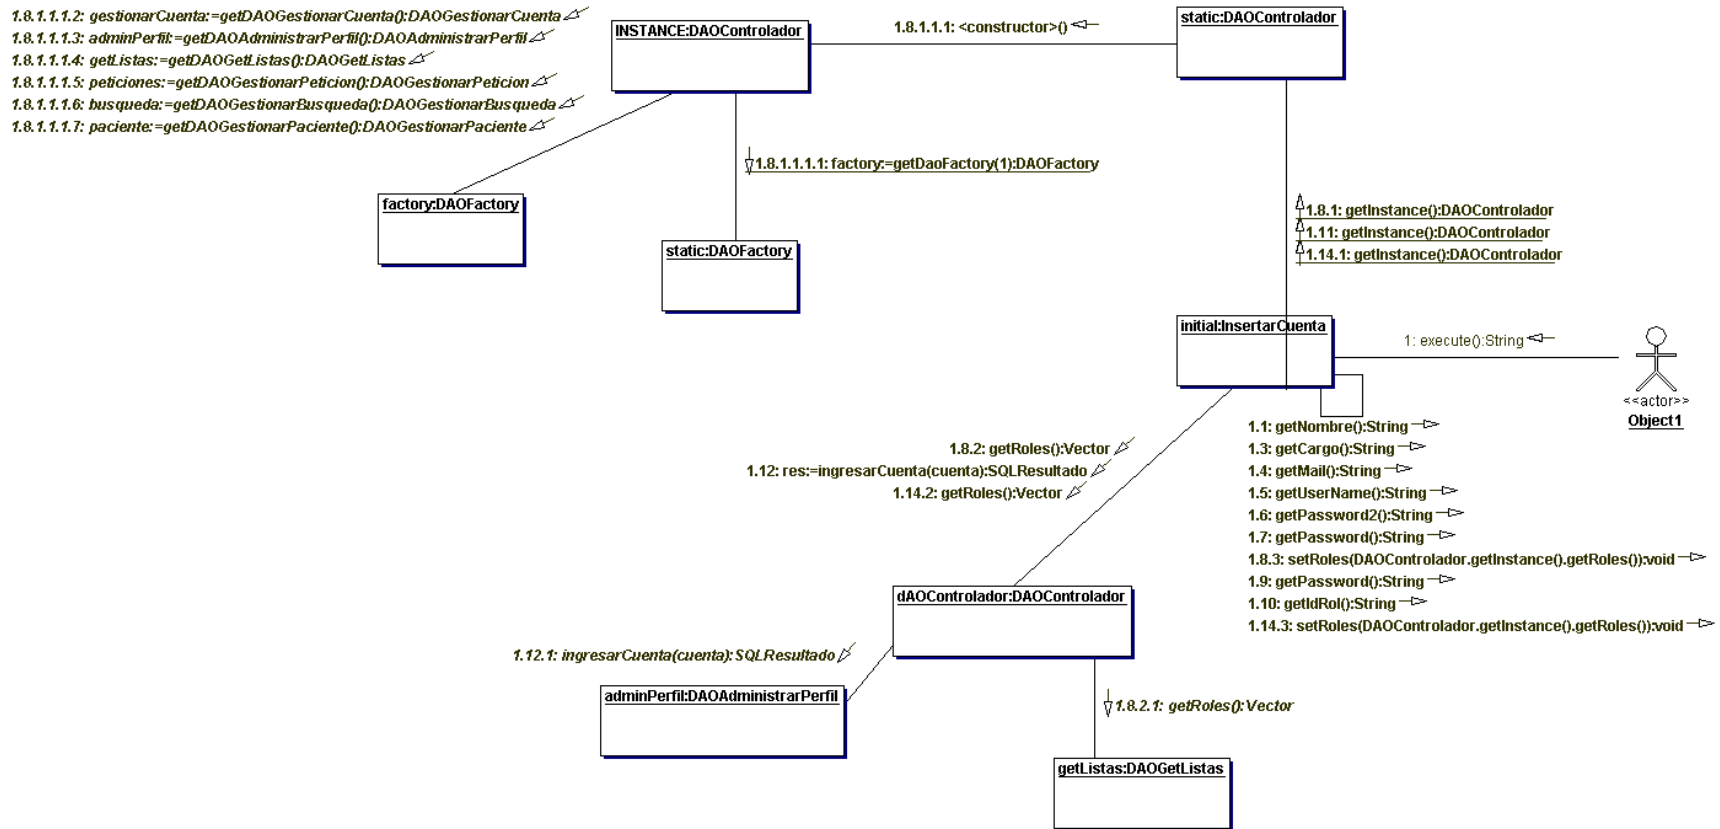 1.8.1.1.1.2: gestionarCuenta:=getDAOGestionarCuenta():DAOGestionarCuenta
1.8.1.1.1.3: adminPerfil:=getDAOAdministrarPerfil():DAOAdministrarPerfil
1.8.1.1.1.4: getListas:=getDAOGetListas():DAOGetListas
1.8.1.1.1.5: peticiones:=getDAOGestionarPeticion():DAOGestionarPeticion
1.8.1.1.1.6: busqueda:=getDAOGestionarBusqueda():DAOGestionarBusqueda
1.8.1.1.1.7: paciente:=getDAOGestionarPaciente():DAOGestionarPaciente
INSTANCE:DAOControlador
1.8.1.1.1: <constructor>()
static:DAOControlador
1.8.1.1.1.1: factory:=getDaoFactory(1):DAOFactory
factory:DAOFactory
static:DAOFactory
1.8.1: getInstance():DAOControlador
1.11: getInstance():DAOControlador
1.14.1: getInstance():DAOControlador
initial:InsertarCuenta
1: execute():String
<<actor>>
Object1
1.1: getNombre():String
1.3: getCargo():String
1.4: getMail():String
1.5: getUserName():String
1.6: getPassword2():String
1.7: getPassword():String
1.8.3: setRoles(DAOControlador.getInstance().getRoles()):void
1.9: getPassword():String
1.10: getIdRol():String
1.14.3: setRoles(DAOControlador.getInstance().getRoles()):void
1.8.2: getRoles():Vector
1.12: res:=ingresarCuenta(cuenta):SQLResultado
1.14.2: getRoles():Vector
dAOControlador:DAOControlador
1.12.1: ingresarCuenta(cuenta):SQLResultado
adminPerfil:DAOAdministrarPerfil
1.8.2.1: getRoles():Vector
getListas:DAOGetListas